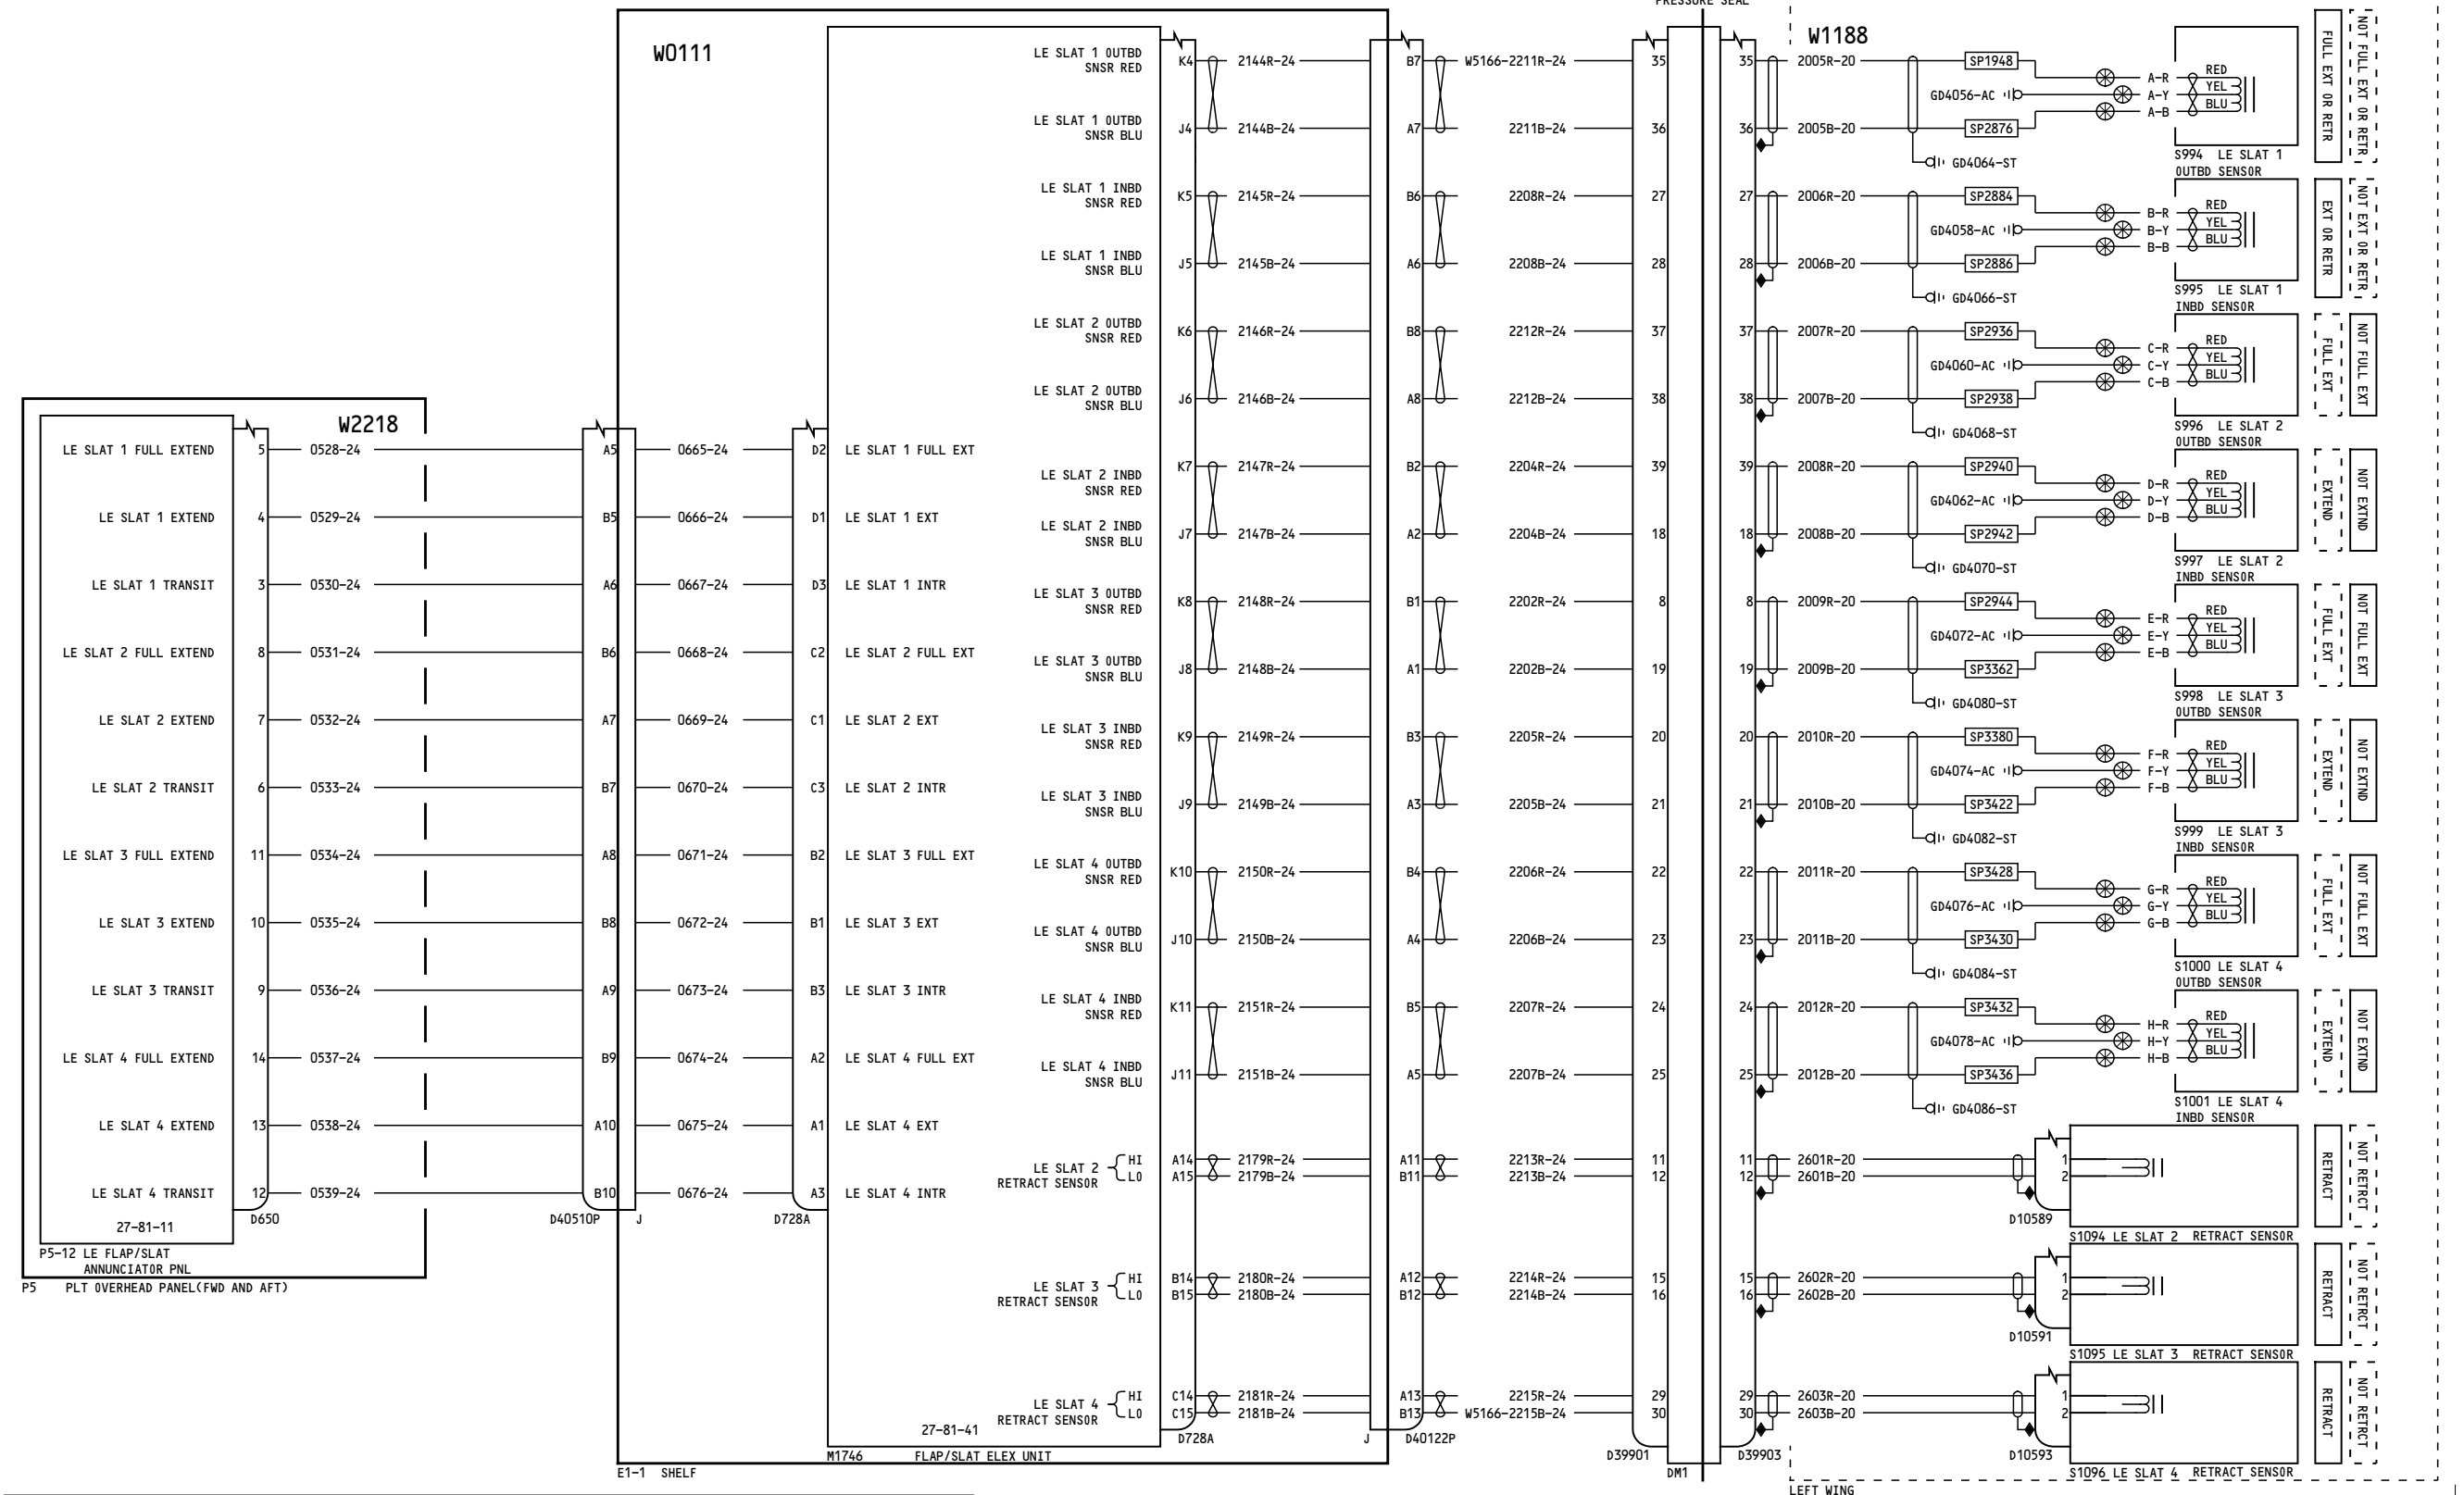 PRESSURE SEAL
W0111
W1188
W2218
LE SLAT 1 FULL EXTEND 5 0528-24 A5 0665-24 D2 LE SLAT 1 FULL EXT
LE SLAT 1 EXTEND 4 0529-24 B5 0666-24 D1 LE SLAT 1 EXT
LE SLAT 1 TRANSIT 3 0530-24 A6 0667-24 D3 LE SLAT 1 INTR
LE SLAT 2 FULL EXTEND 8 0531-24 B6 0668-24 C2 LE SLAT 2 FULL EXT
LE SLAT 2 EXTEND 7 0532-24 A7 0669-24 C1 LE SLAT 2 EXT
LE SLAT 2 TRANSIT 6 0533-24 B7 0670-24 C3 LE SLAT 2 INTR
LE SLAT 3 FULL EXTEND 11 0534-24 A8 0671-24 B2 LE SLAT 3 FULL EXT
LE SLAT 3 EXTEND 10 0535-24 B8 0672-24 B1 LE SLAT 3 EXT
LE SLAT 3 TRANSIT 9 0536-24 A9 0673-24 B3 LE SLAT 3 INTR
LE SLAT 4 FULL EXTEND 14 0537-24 B9 0674-24 A2 LE SLAT 4 FULL EXT
LE SLAT 4 EXTEND 13 0538-24 A10 0675-24 A1 LE SLAT 4 EXT
LE SLAT 4 TRANSIT 12 0539-24 B10 0676-24 A3 LE SLAT 4 INTR
27-81-11
D650
D40510P J
D728A
P5-12 LE FLAP/SLAT
ANNUNCIATOR PNL
P5 PLT OVERHEAD PANEL(FWD AND AFT)
LE SLAT 1 OUTBD
SNSR RED
K4 2144R-24 B7 W5166-2211R-24 35 35 2005R-20 SP1948
A-R RED
GD4056-AC A-Y YEL
A-B BLU
LE SLAT 1 OUTBD
SNSR BLU
J4 2144B-24 A7 2211B-24 36 36 2005B-20 SP2876
GD4064-ST
S994 LE SLAT 1
OUTBD SENSOR
FULL EXT OR RETR
NOT FULL EXT OR RETR
LE SLAT 1 INBD
SNSR RED
K5 2145R-24 B6 2208R-24 27 27 2006R-20 SP2884
B-R RED
GD4058-AC B-Y YEL
B-B BLU
LE SLAT 1 INBD
SNSR BLU
J5 2145B-24 A6 2208B-24 28 28 2006B-20 SP2886
GD4066-ST
S995 LE SLAT 1
INBD SENSOR
EXT OR RETR
NOT EXT OR RETR
LE SLAT 2 OUTBD
SNSR RED
K6 2146R-24 B8 2212R-24 37 37 2007R-20 SP2936
C-R RED
GD4060-AC C-Y YEL
C-B BLU
LE SLAT 2 OUTBD
SNSR BLU
J6 2146B-24 A8 2212B-24 38 38 2007B-20 SP2938
GD4068-ST
S996 LE SLAT 2
OUTBD SENSOR
FULL EXT
NOT FULL EXT
LE SLAT 2 INBD
SNSR RED
K7 2147R-24 B2 2204R-24 39 39 2008R-20 SP2940
D-R RED
GD4062-AC D-Y YEL
D-B BLU
LE SLAT 2 INBD
SNSR BLU
J7 2147B-24 A2 2204B-24 18 18 2008B-20 SP2942
GD4070-ST
S997 LE SLAT 2
INBD SENSOR
EXTEND
NOT EXTND
LE SLAT 3 OUTBD
SNSR RED
K8 2148R-24 B1 2202R-24 8 8 2009R-20 SP2944
E-R RED
GD4072-AC E-Y YEL
E-B BLU
LE SLAT 3 OUTBD
SNSR BLU
J8 2148B-24 A1 2202B-24 19 19 2009B-20 SP3362
GD4080-ST
S998 LE SLAT 3
OUTBD SENSOR
FULL EXT
NOT FULL EXT
LE SLAT 3 INBD
SNSR RED
K9 2149R-24 B3 2205R-24 20 20 2010R-20 SP3380
F-R RED
GD4074-AC F-Y YEL
F-B BLU
LE SLAT 3 INBD
SNSR BLU
J9 2149B-24 A3 2205B-24 21 21 2010B-20 SP3422
GD4082-ST
S999 LE SLAT 3
INBD SENSOR
EXTEND
NOT EXTND
LE SLAT 4 OUTBD
SNSR RED
K10 2150R-24 B4 2206R-24 22 22 2011R-20 SP3428
G-R RED
GD4076-AC G-Y YEL
G-B BLU
LE SLAT 4 OUTBD
SNSR BLU
J10 2150B-24 A4 2206B-24 23 23 2011B-20 SP3430
GD4084-ST
S1000 LE SLAT 4
OUTBD SENSOR
FULL EXT
NOT FULL EXT
LE SLAT 4 INBD
SNSR RED
K11 2151R-24 B5 2207R-24 24 24 2012R-20 SP3432
H-R RED
GD4078-AC H-Y YEL
H-B BLU
LE SLAT 4 INBD
SNSR BLU
J11 2151B-24 A5 2207B-24 25 25 2012B-20 SP3436
GD4086-ST
S1001 LE SLAT 4
INBD SENSOR
EXTEND
NOT EXTND
LE SLAT 2
RETRACT SENSOR
HI A14 2179R-24 A11 2213R-24 11 11 2601R-20 1
LO A15 2179B-24 B11 2213B-24 12 12 2601B-20 2
D10589
S1094 LE SLAT 2 RETRACT SENSOR
RETRACT
NOT RETRCT
LE SLAT 3
RETRACT SENSOR
HI B14 2180R-24 A12 2214R-24 15 15 2602R-20 1
LO B15 2180B-24 B12 2214B-24 16 16 2602B-20 2
D10591
S1095 LE SLAT 3 RETRACT SENSOR
RETRACT
NOT RETRCT
LE SLAT 4
RETRACT SENSOR
HI C14 2181R-24 A13 2215R-24 29 29 2603R-20 1
LO C15 2181B-24 B13 W5166-2215B-24 30 30 2603B-20 2
D10593
S1096 LE SLAT 4 RETRACT SENSOR
RETRACT
NOT RETRCT
27-81-41
D728A
J D40122P
D39901
D39903
DM1
M1746 FLAP/SLAT ELEX UNIT
E1-1 SHELF
LEFT WING